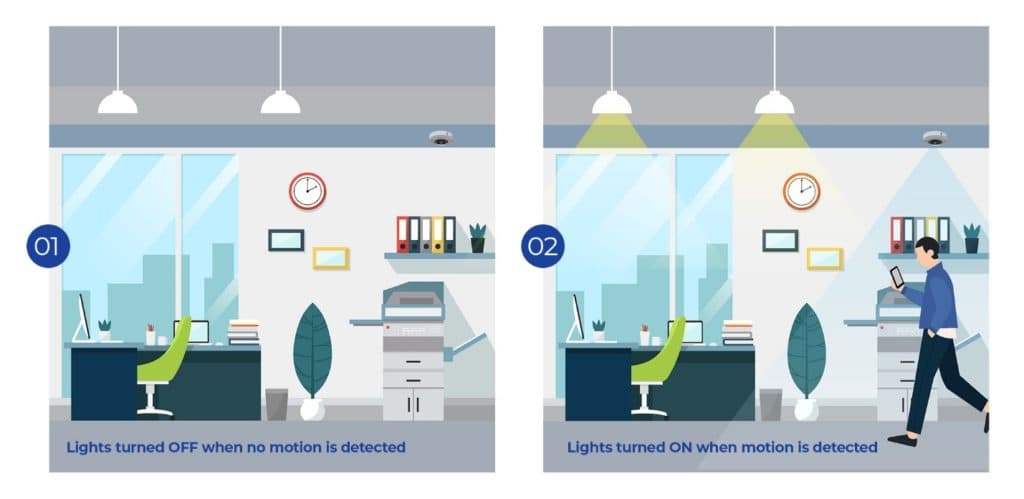 01
Lights turned OFF when no motion is detected
02
Lights turned ON when motion is detected